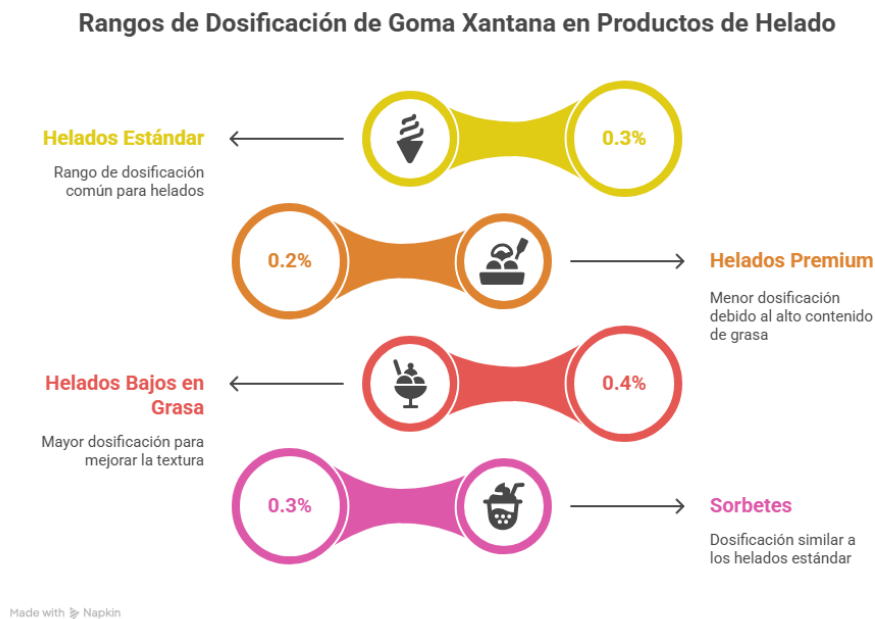 Rangos de Dosificación de Goma Xantana en Productos de Helado
Helados Estándar
Rango de dosificación
común para helados
0.3%
0.2%
Helados Premium
Menor dosificación
debido al alto contenido
de grasa
Helados Bajos en
Grasa
Mayor dosificación para
mejorar la textura
0.4%
0.3%
Sorbetes
Dosificación similar a
los helados estándar
Made with Napkin